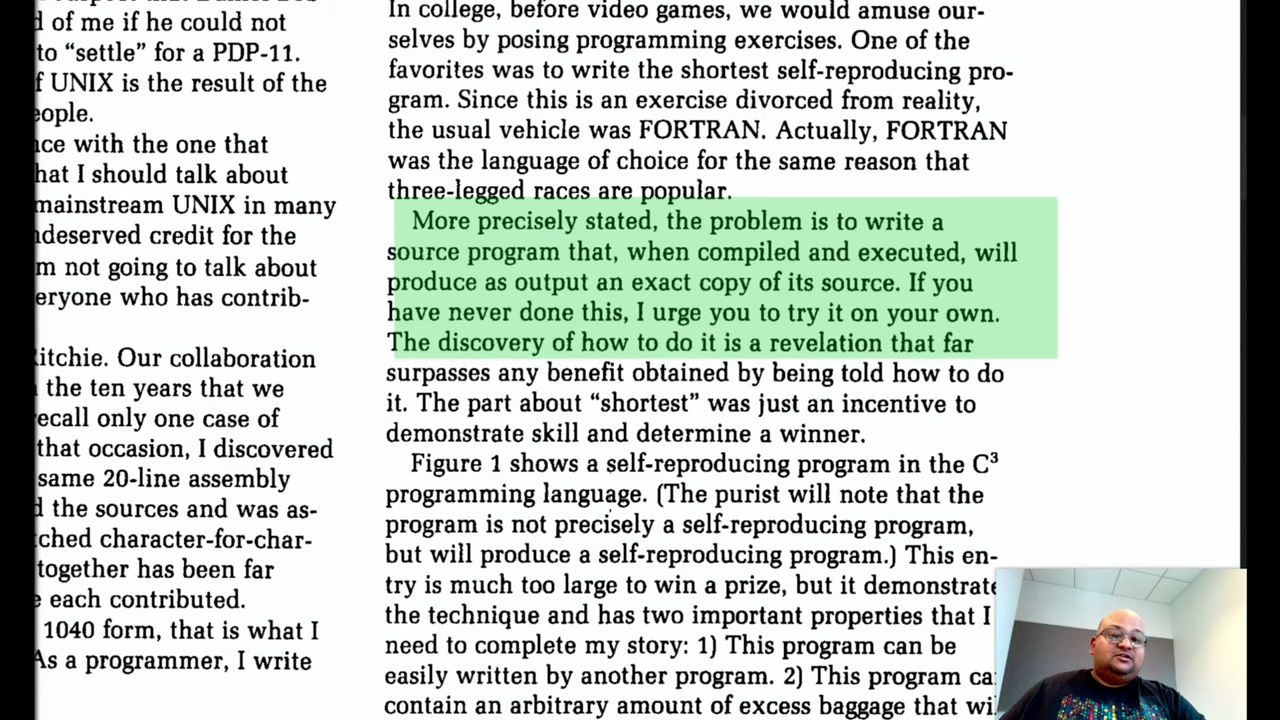 of me if he could not
to “settle” for a PDP-11.
UNIX is the result of the
with the one that
I should talk about
mainstream UNIX in many
credit for the
not going to talk about
who has contrib-
Ritchie. Our collaboration
the ten years that we
recall only one case of
that occasion, I discovered
same 20-line assembly
the sources and was as-
character-for-char-
together has been far
each contributed.
1040 form, that is what I
As a programmer, I write
In college, before video games, we would amuse our-
selves by posing programming exercises. One of the
favorites was to write the shortest self-reproducing pro-
gram. Since this is an exercise divorced from reality,
the usual vehicle was FORTRAN. Actually, FORTRAN
was the language of choice for the same reason that
three-legged races are popular.
More precisely stated, the problem is to write a
source program that, when compiled and executed, will
produce as output an exact copy of its source. If you
have never done this, I urge you to try it on your own.
The discovery of how to do it is a revelation that far
surpasses any benefit obtained by being told how to do
it. The part about “shortest” was just an incentive to
demonstrate skill and determine a winner.
Figure 1 shows a self-reproducing program in the C³
programming language. (The purist will note that the
program is not precisely a self-reproducing program,
but will produce a self-reproducing program.) This en-
try is much too large to win a prize, but it demonstrate
the technique and has two important properties that I
need to complete my story: 1) This program can be
easily written by another program. 2) This program ca
contain an arbitrary amount of excess baggage that wi